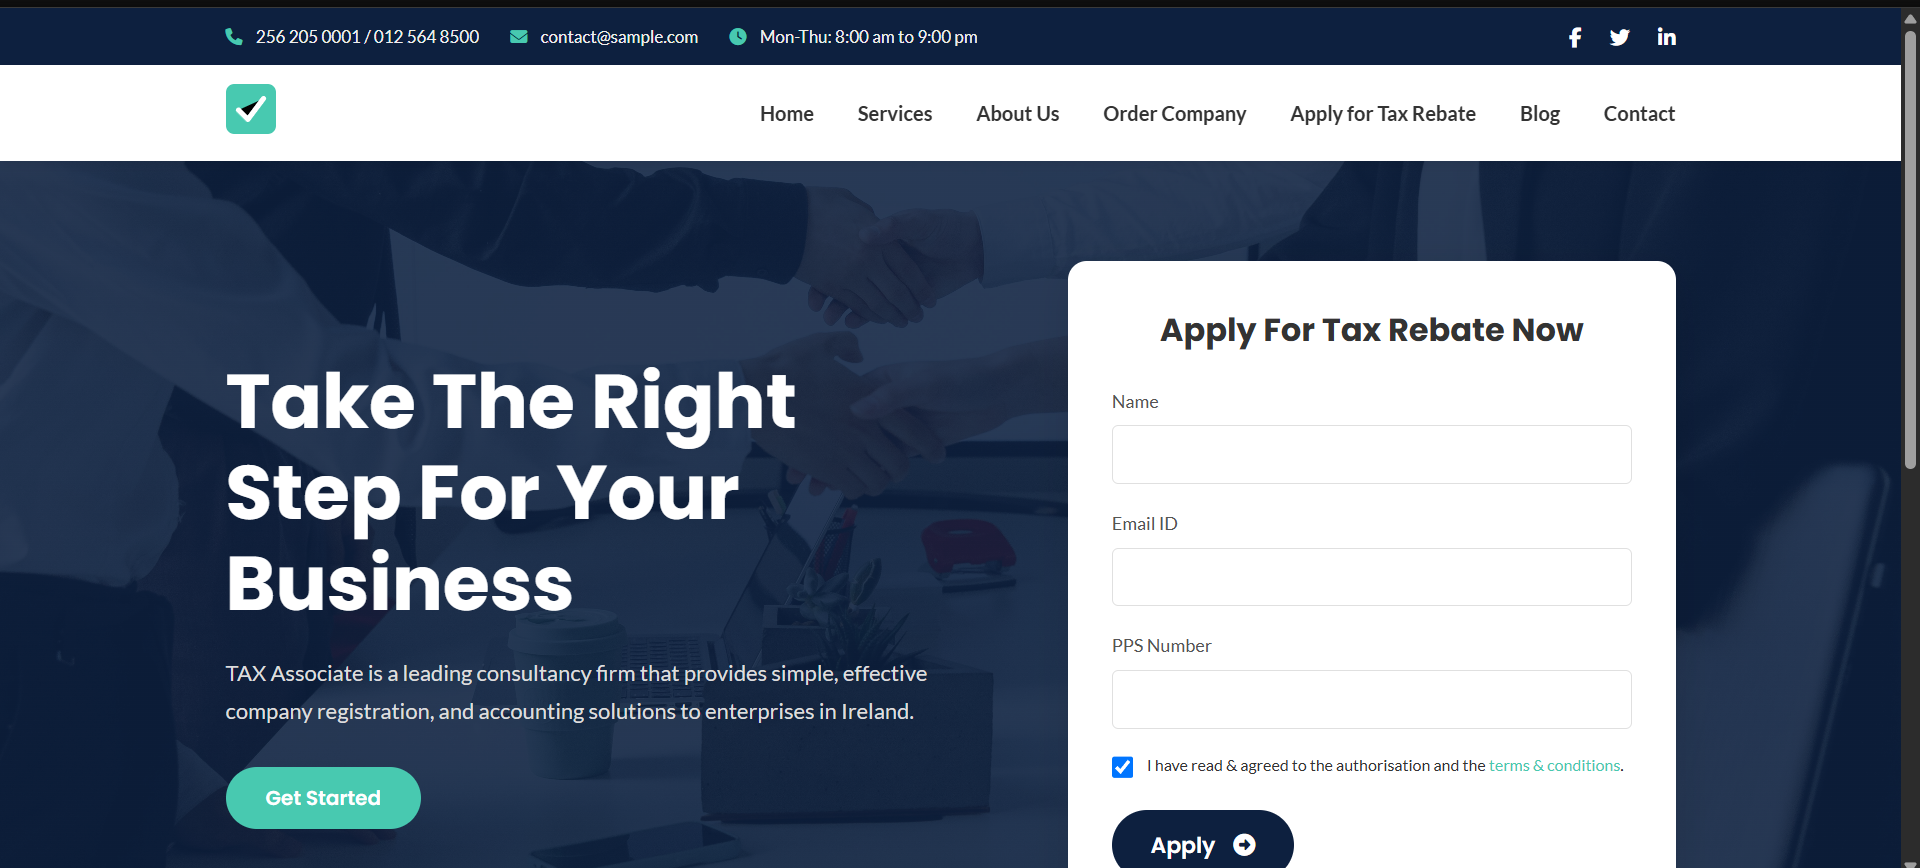 256 205 0001 / 012 564 8500
contact@sample.com
Mon-Thu: 8:00 am to 9:00 pm
Home
Services
About Us
Order Company
Apply for Tax Rebate
Blog
Contact
Take The Right
Step For Your
Business
TAX Associate is a leading consultancy firm that provides simple, effective
company registration, and accounting solutions to enterprises in Ireland.
Get Started
Apply For Tax Rebate Now
Name
Email ID
PPS Number
I have read & agreed to the authorisation and the terms & conditions.
Apply